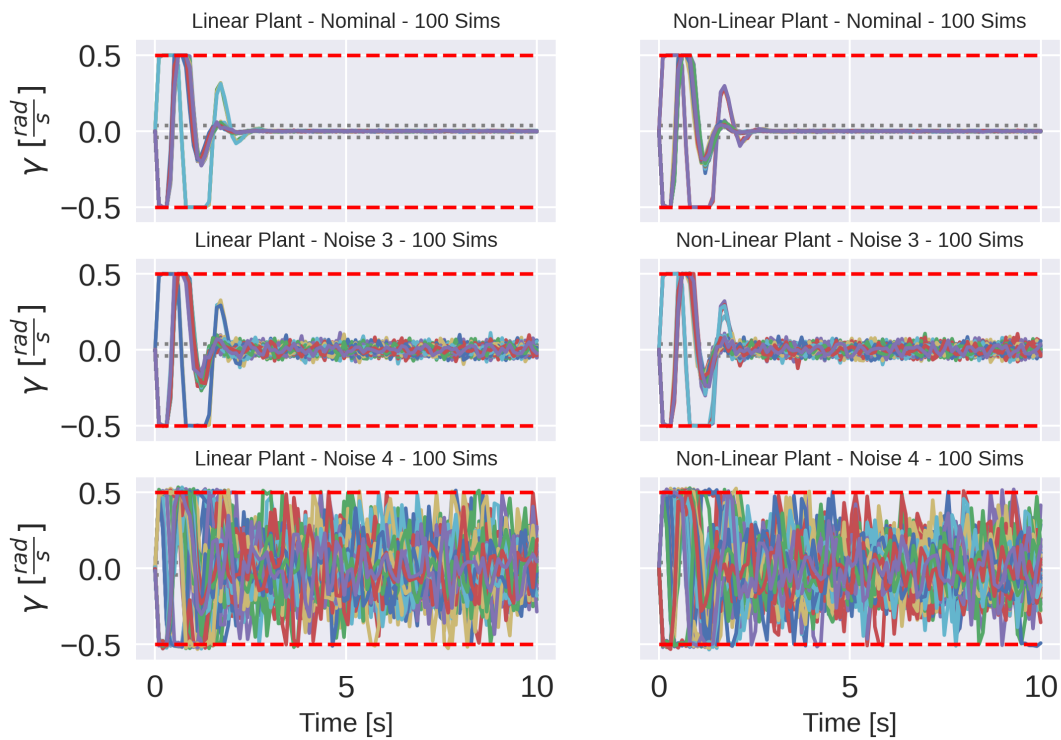 Linear Plant - Nominal - 100 Sims
Non-Linear Plant - Nominal - 100 Sims
γ [rad/s]
0.5
0.0
−0.5
Linear Plant - Noise 3 - 100 Sims
Non-Linear Plant - Noise 3 - 100 Sims
γ [rad/s]
0.5
0.0
−0.5
Linear Plant - Noise 4 - 100 Sims
Non-Linear Plant - Noise 4 - 100 Sims
γ [rad/s]
0.5
0.0
−0.5
0 5 10
0 5 10
Time [s]
Time [s]